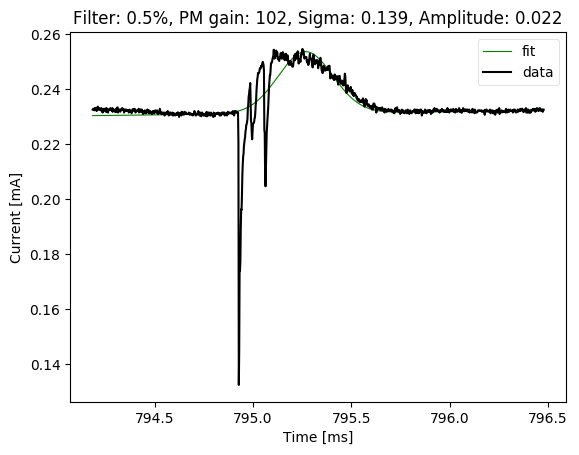 Filter: 0.5%, PM gain: 102, Sigma: 0.139, Amplitude: 0.022
fit
data
Current [mA]
0.26
0.24
0.22
0.20
0.18
0.16
0.14
794.5
795.0
795.5
796.0
796.5
Time [ms]